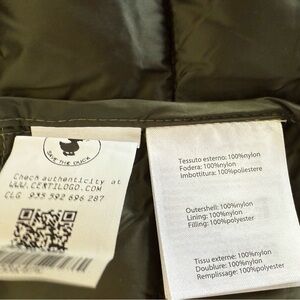 SAVE THE DUCK
Check authenticity at
WWW.CERTILOGO.COM
CLG 935 592 696 287
Tessuto esterno: 100%nylon
Fodera: 100%nylon
Imbottitura: 100%poliestere
Outershell: 100%nylon
Lining: 100%nylon
Filling: 100%polyester
Tissu externe: 100%nylon
Doublure: 100%nylon
Remplissage: 100%polyester